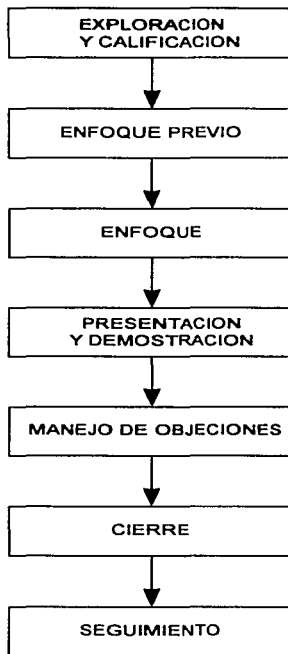 EXPLORACION
Y CALIFICACION
ENFOQUE PREVIO
ENFOQUE
PRESENTACION
Y DEMOSTRACION
MANEJO DE OBJECIONES
CIERRE
SEGUIMIENTO